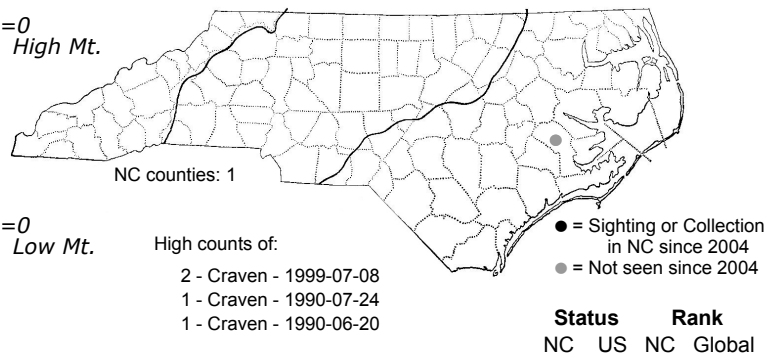 =0
High Mt.
NC counties: 1
=0
Low Mt.
High counts of:
2 - Craven - 1999-07-08
1 - Craven - 1990-07-24
1 - Craven - 1990-06-20
● = Sighting or Collection
in NC since 2004
● = Not seen since 2004
Status Rank
NC US NC Global